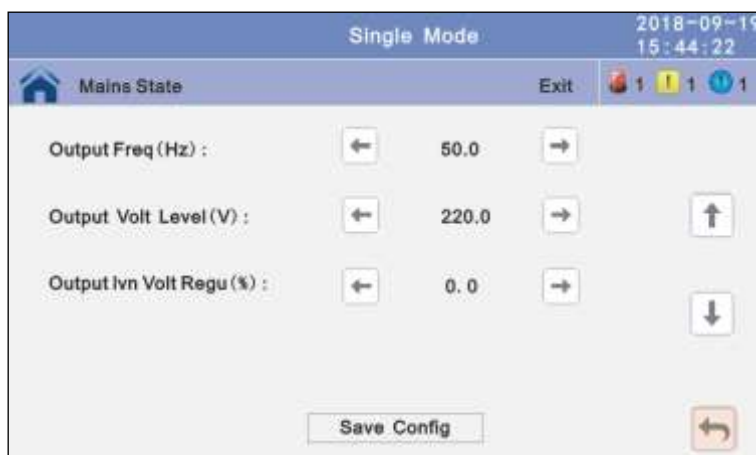 Single Mode
2018-09-19
15:44:22
Mains State Exit 1 1 1
Output Freq(Hz) : 50.0
Output Volt Level(V) : 220.0
Output Ivn Volt Regu(%) : 0.0
Save Config